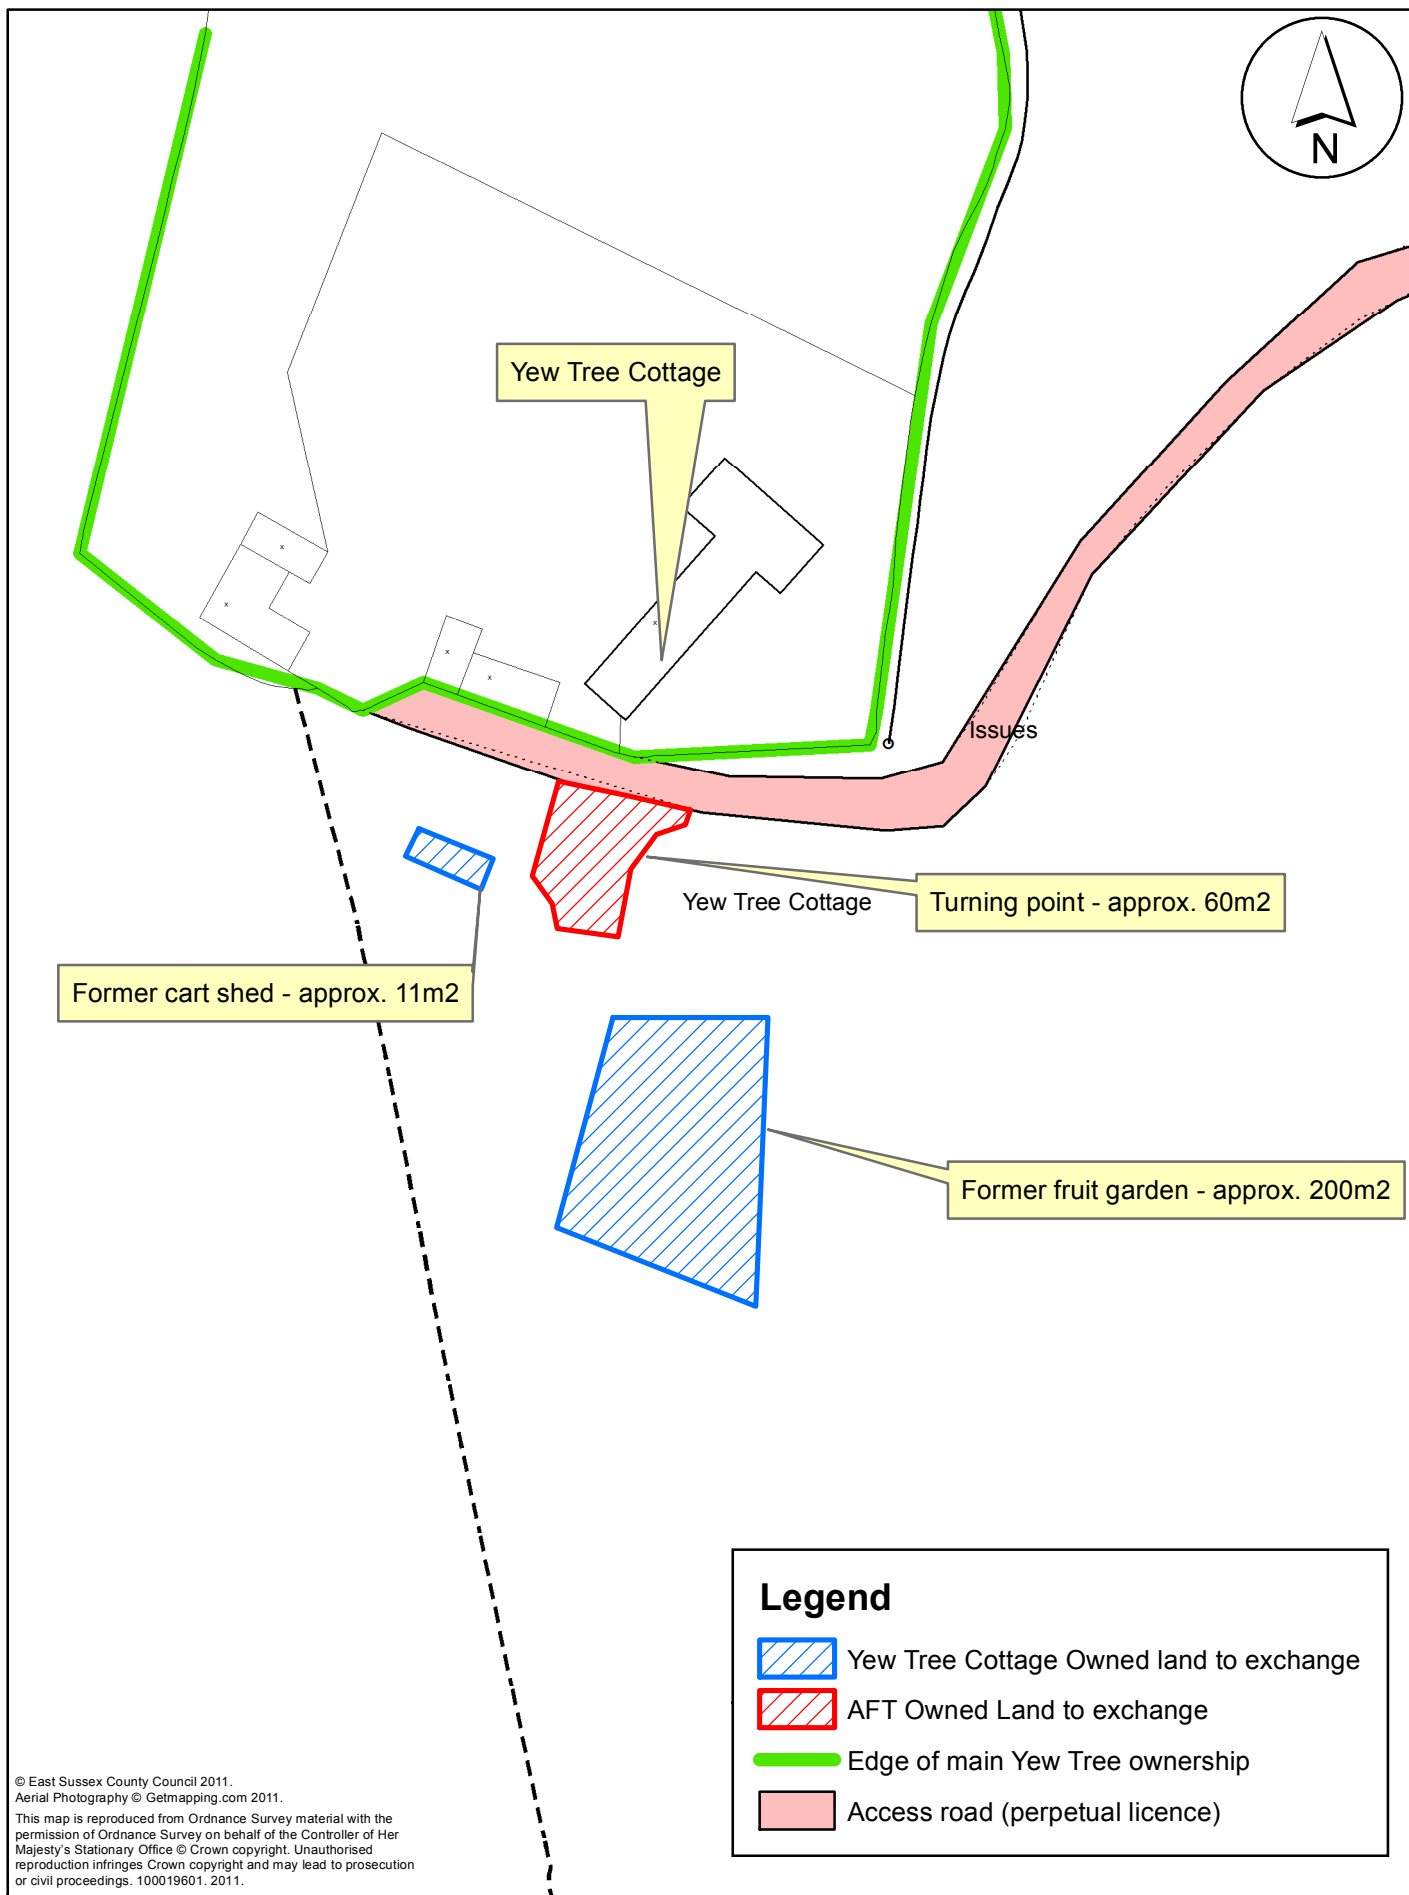 N
Yew Tree Cottage
x
x
x
x
x
Issues
Yew Tree Cottage
Turning point - approx. 60m2
Former cart shed - approx. 11m2
Former fruit garden - approx. 200m2
Legend
Yew Tree Cottage Owned land to exchange
AFT Owned Land to exchange
Edge of main Yew Tree ownership
Access road (perpetual licence)
© East Sussex County Council 2011.
Aerial Photography © Getmapping.com 2011.
This map is reproduced from Ordnance Survey material with the
permission of Ordnance Survey on behalf of the Controller of Her
Majesty's Stationary Office © Crown copyright. Unauthorised
reproduction infringes Crown copyright and may lead to prosecution
or civil proceedings. 100019601. 2011.